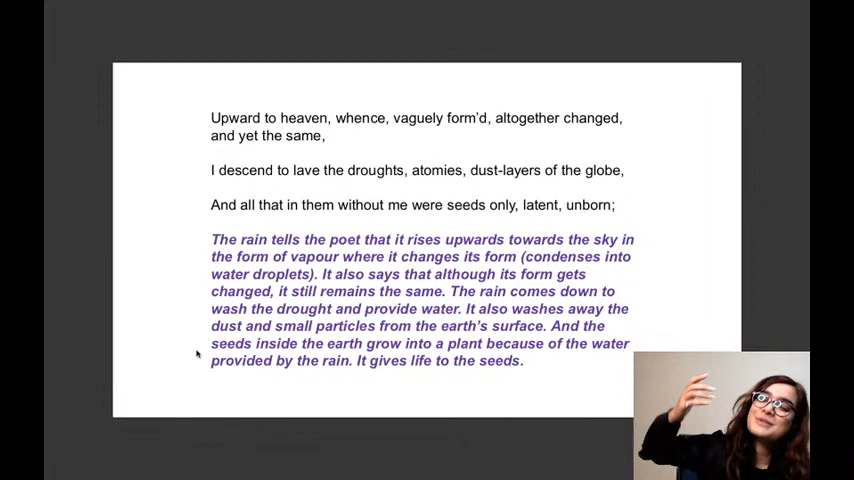 Upward to heaven, whence, vaguely form'd, altogether changed,
and yet the same,
I descend to lave the droughts, atomies, dust-layers of the globe,
And all that in them without me were seeds only, latent, unborn;
The rain tells the poet that it rises upwards towards the sky in
the form of vapour where it changes its form (condenses into
water droplets). It also says that although its form gets
changed, it still remains the same. The rain comes down to
wash the drought and provide water. It also washes away the
dust and small particles from the earth's surface. And the
seeds inside the earth grow into a plant because of the water
provided by the rain. It gives life to the seeds.